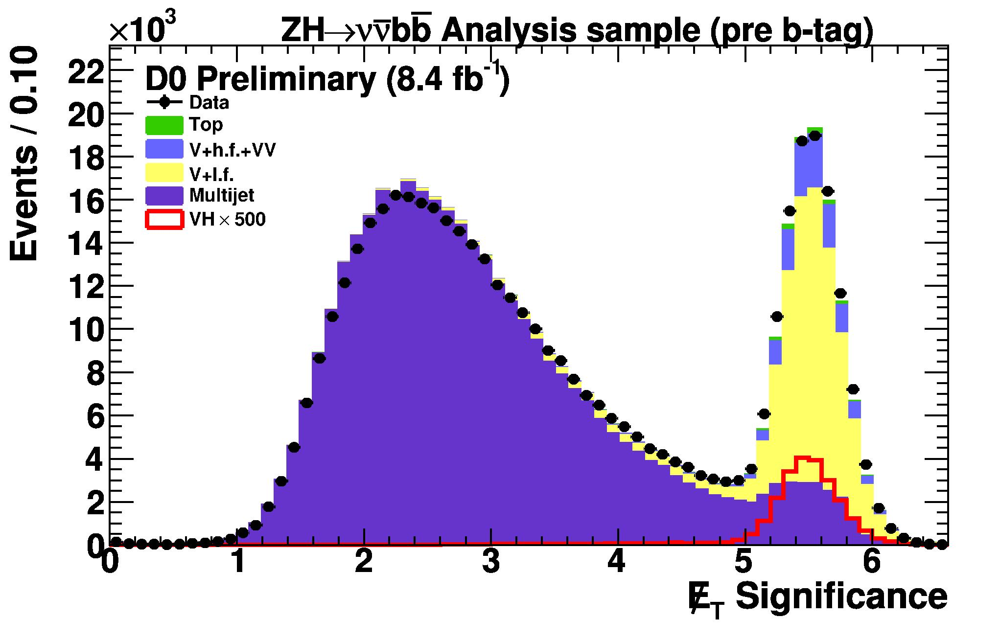 ×10³ ZH→νν̅bb̅ Analysis sample (pre b-tag)
Events / 0.10
D0 Preliminary (8.4 fb⁻¹)
Data
Top
V+h.f.+VV
V+l.f.
Multijet
VH × 500
22
20
18
16
14
12
10
8
6
4
2
0
0 1 2 3 4 5 6
E̸T Significance